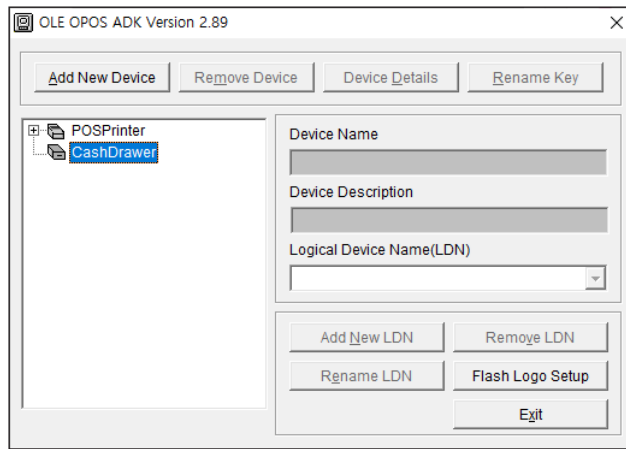 OLE OPOS ADK Version 2.89
Add New Device
Remove Device
Device Details
Rename Key
POSPrinter
CashDrawer
Device Name
Device Description
Logical Device Name(LDN)
Add New LDN
Remove LDN
Rename LDN
Flash Logo Setup
Exit